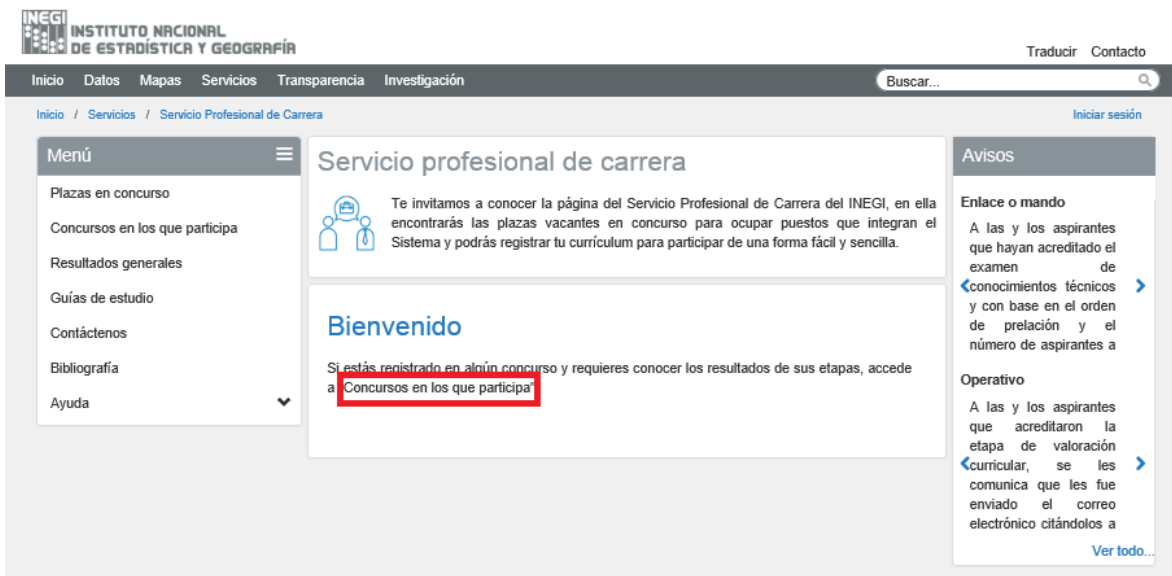 INEGI
INSTITUTO NACIONAL
DE ESTADÍSTICA Y GEOGRAFÍA
Traducir Contacto
Inicio Datos Mapas Servicios Transparencia Investigación Buscar...
Inicio / Servicios / Servicio Profesional de Carrera Iniciar sesión
Menú
Plazas en concurso
Concursos en los que participa
Resultados generales
Guías de estudio
Contáctenos
Bibliografía
Ayuda
Servicio profesional de carrera
Te invitamos a conocer la página del Servicio Profesional de Carrera del INEGI, en ella
encontrarás las plazas vacantes en concurso para ocupar puestos que integran el
Sistema y podrás registrar tu currículum para participar de una forma fácil y sencilla.
Bienvenido
Si estás registrado en algún concurso y requieres conocer los resultados de sus etapas, accede
a "Concursos en los que participa"
Avisos
Enlace o mando
A las y los aspirantes
que hayan acreditado el
examen de
conocimientos técnicos
y con base en el orden
de prelación y el
número de aspirantes a
Operativo
A las y los aspirantes
que acreditaron la
etapa de valoración
curricular, se les
comunica que les fue
enviado el correo
electrónico citándolos a
Ver todo...